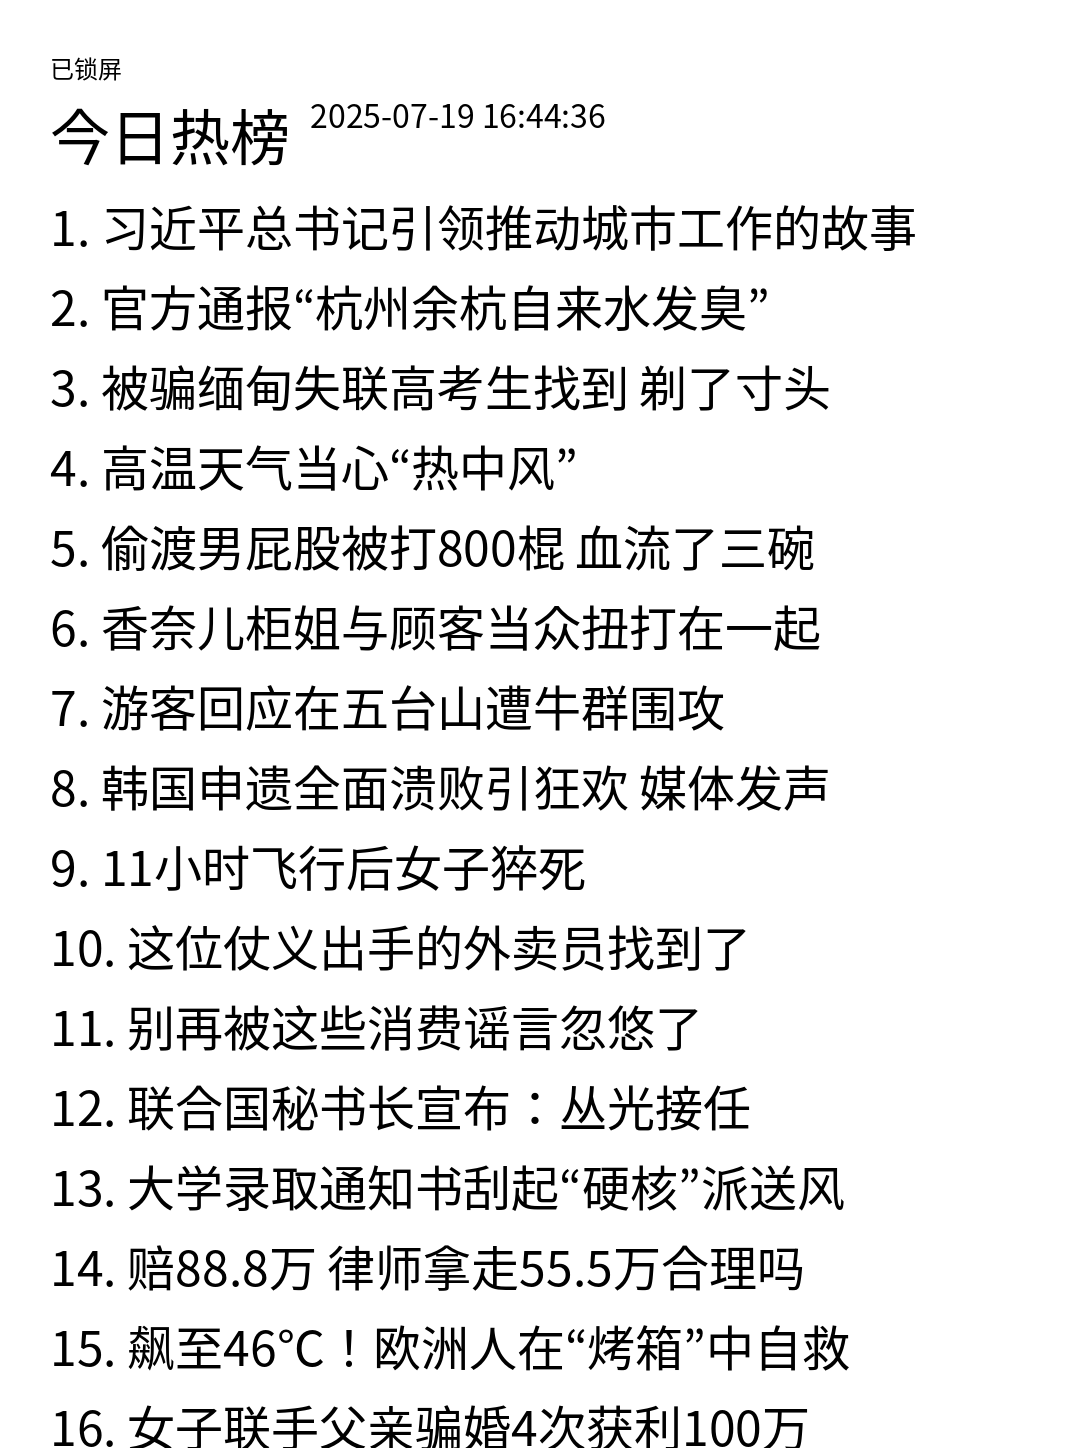 已锁屏
今日热榜 2025-07-19 16:44:36
1. 习近平总书记引领推动城市工作的故事
2. 官方通报“杭州余杭自来水发臭”
3. 被骗缅甸失联高考生找到 剃了寸头
4. 高温天气当心“热中风”
5. 偷渡男屁股被打800棍 血流了三碗
6. 香奈儿柜姐与顾客当众扭打在一起
7. 游客回应在五台山遭牛群围攻
8. 韩国申遗全面溃败引狂欢 媒体发声
9. 11小时飞行后女子猝死
10. 这位仗义出手的外卖员找到了
11. 别再被这些消费谣言忽悠了
12. 联合国秘书长宣布：丛光接任
13. 大学录取通知书刮起“硬核”派送风
14. 赔88.8万 律师拿走55.5万合理吗
15. 飙至46℃！欧洲人在“烤箱”中自救
16. 女子联手父亲骗婚4次获利100万